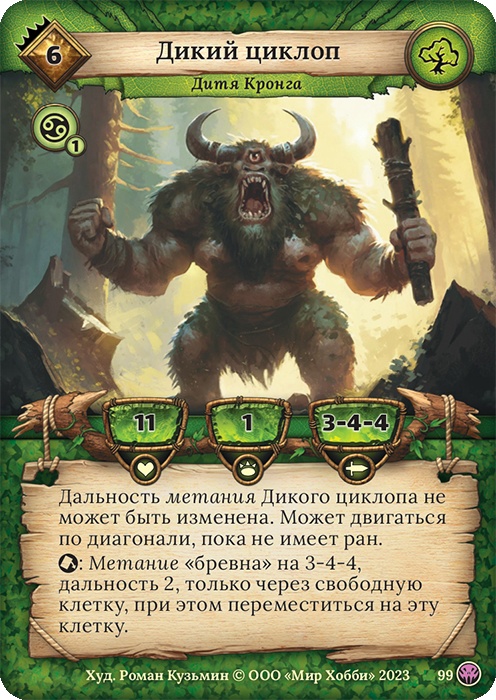 6
Дикий циклоп
Дитя Кронга
1
11
1
3-4-4
Дальность метания Дикого циклопа не
может быть изменена. Может двигаться
по диагонали, пока не имеет ран.
: Метание «бревна» на 3-4-4,
дальность 2, только через свободную
клетку, при этом переместиться на эту
клетку.
Худ. Роман Кузьмин © ООО «Мир Хобби» 2023
99